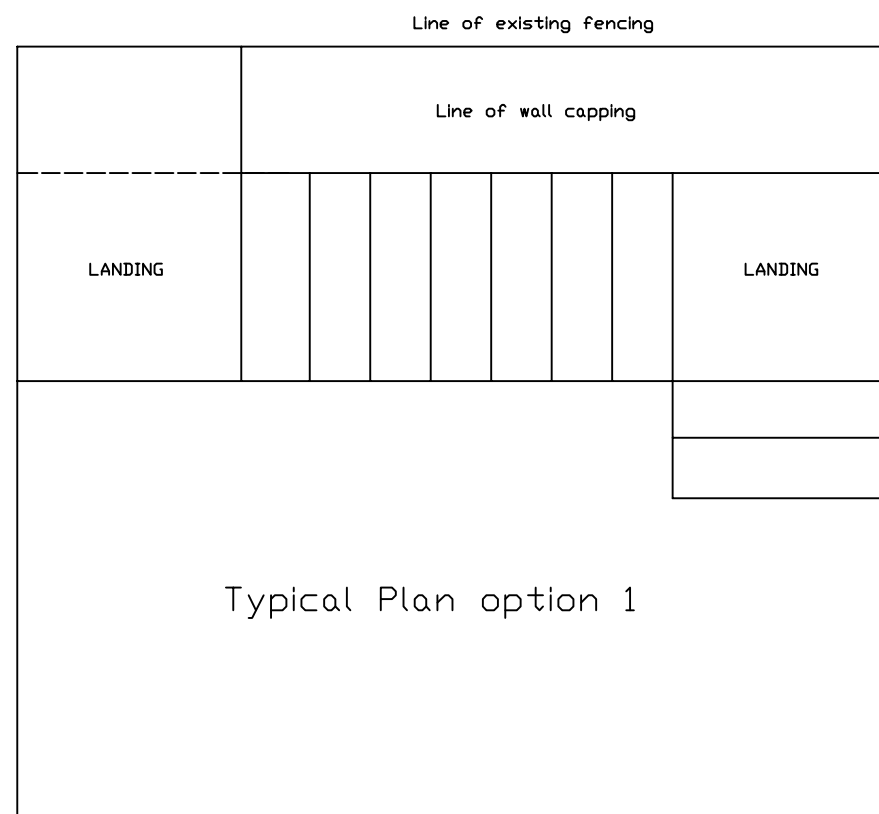 Line of existing fencing
Line of wall capping
LANDING
LANDING
Typical Plan option 1